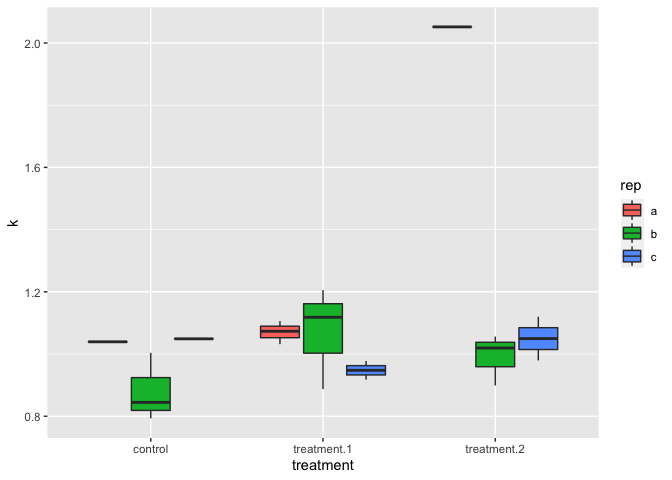 2.0
1.6
1.2
0.8
k
control
treatment.1
treatment.2
treatment
rep
a
b
c